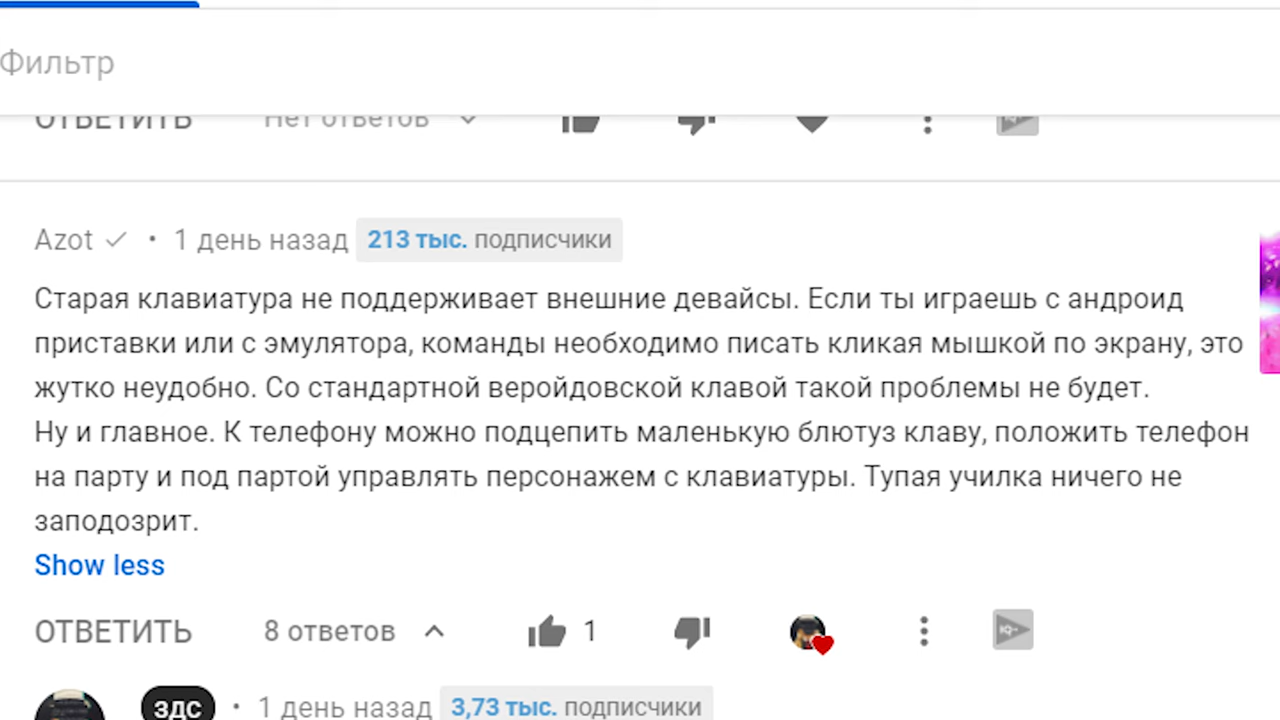 Фильтр
ОТВЕТИТЬ Нет ответов
Azot • 1 день назад 213 тыс. подписчики
Старая клавиатура не поддерживает внешние девайсы. Если ты играешь с андроид
приставки или с эмулятора, команды необходимо писать кликая мышкой по экрану, это
жутко неудобно. Со стандартной веройдовской клавой такой проблемы не будет.
Ну и главное. К телефону можно подцепить маленькую блютуз клаву, положить телефон
на парту и под партой управлять персонажем с клавиатуры. Тупая училка ничего не
заподозрит.
Show less
ОТВЕТИТЬ 8 ответов 1
ЗДС • 1 день назад 3,73 тыс. подписчики